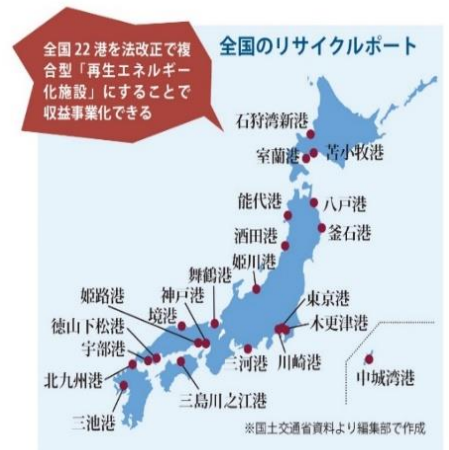 全国22港を法改正で複
合型「再生エネルギー
化施設」にすることで
収益事業化できる
全国のリサイクルポート
石狩湾新港
室蘭港
苫小牧港
能代港
八戸港
酒田港
釜石港
姫川港
舞鶴港
姫路港
神戸港
東京港
境港
木更津港
徳山下松港
宇部港
三河港
川崎港
北九州港
中城湾港
三島川之江港
三池港
※国土交通省資料より編集部で作成